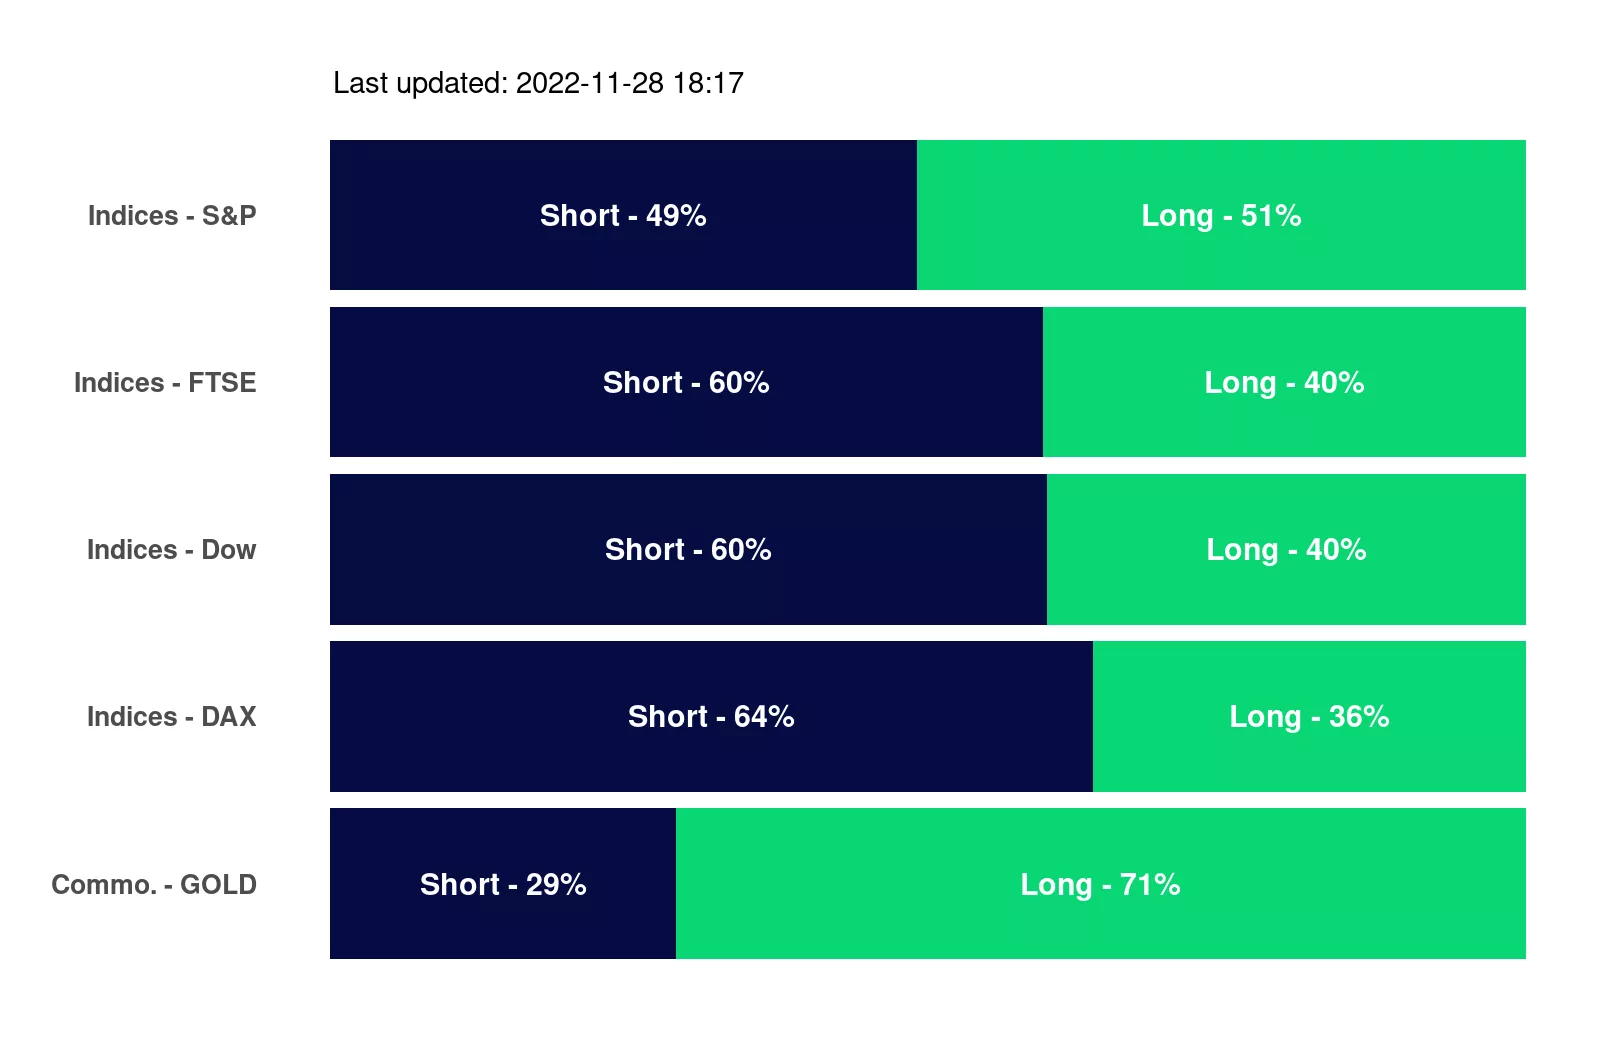 Last updated: 2022-11-28 18:17
Indices - S&P Short - 49% Long - 51%
Indices - FTSE Short - 60% Long - 40%
Indices - Dow Short - 60% Long - 40%
Indices - DAX Short - 64% Long - 36%
Commo. - GOLD Short - 29% Long - 71%